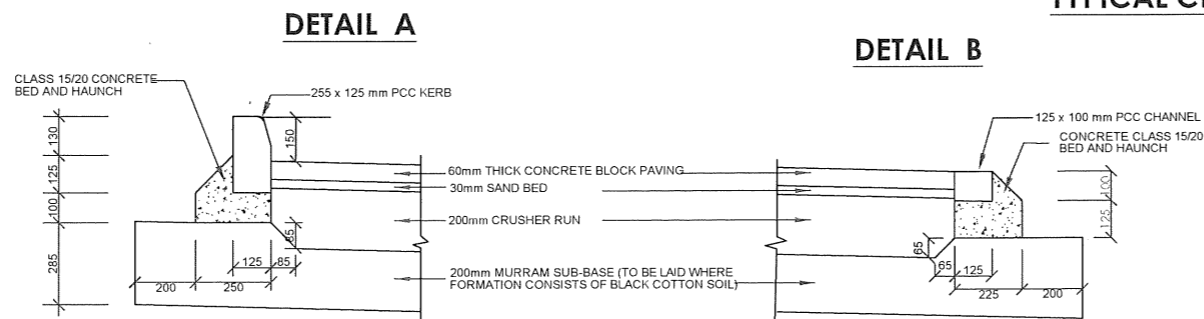 TYPICAL C
DETAIL A
DETAIL B
CLASS 15/20 CONCRETE
BED AND HAUNCH
255 x 125 mm PCC KERB
125 x 100 mm PCC CHANNEL
CONCRETE CLASS 15/20
BED AND HAUNCH
130
150
125
100
285
60mm THICK CONCRETE BLOCK PAVING
30mm SAND BED
200mm CRUSHER RUN
200mm MURRAM SUB-BASE (TO BE LAID WHERE
FORMATION CONSISTS OF BLACK COTTON SOIL)
85
125
85
200
250
100
125
65
65
125
225
200